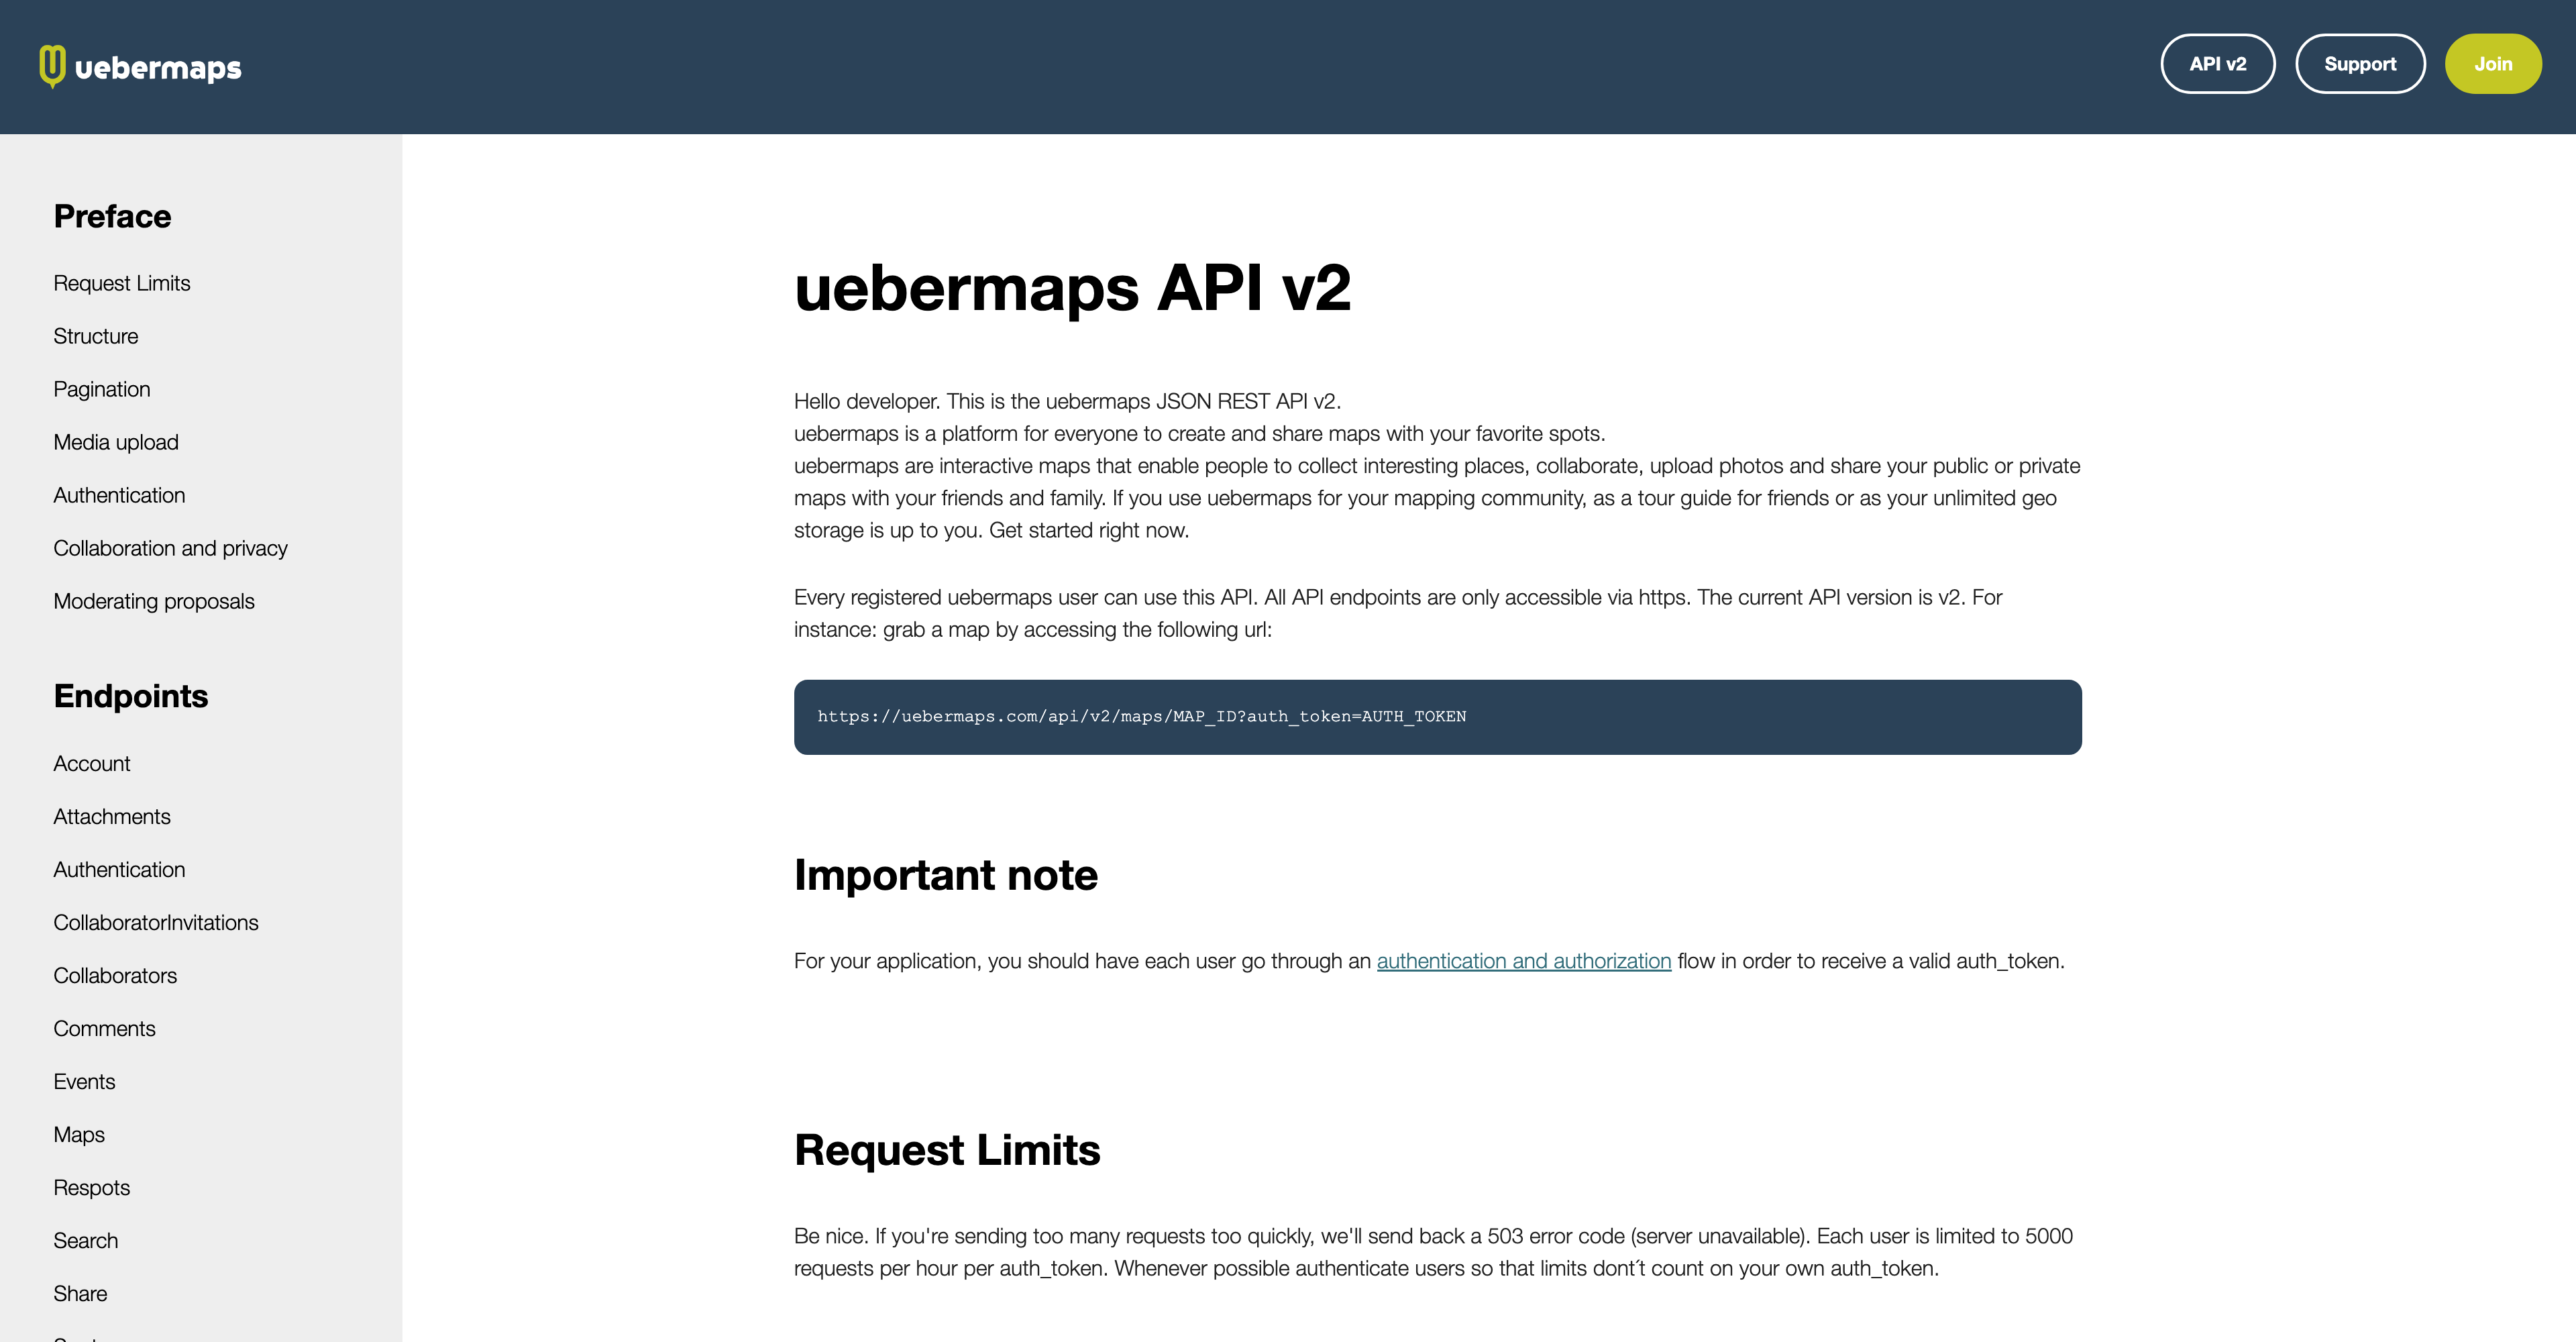 uebermaps
API v2
Support
Join
Preface
Request Limits
Structure
Pagination
Media upload
Authentication
Collaboration and privacy
Moderating proposals
Endpoints
Account
Attachments
Authentication
CollaboratorInvitations
Collaborators
Comments
Events
Maps
Respots
Search
Share
uebermaps API v2
Hello developer. This is the uebermaps JSON REST API v2.
uebermaps is a platform for everyone to create and share maps with your favorite spots.
uebermaps are interactive maps that enable people to collect interesting places, collaborate, upload photos and share your public or private
maps with your friends and family. If you use uebermaps for your mapping community, as a tour guide for friends or as your unlimited geo
storage is up to you. Get started right now.
Every registered uebermaps user can use this API. All API endpoints are only accessible via https. The current API version is v2. For
instance: grab a map by accessing the following url:
https://uebermaps.com/api/v2/maps/MAP_ID?auth_token=AUTH_TOKEN
Important note
For your application, you should have each user go through an authentication and authorization flow in order to receive a valid auth_token.
Request Limits
Be nice. If you're sending too many requests too quickly, we'll send back a 503 error code (server unavailable). Each user is limited to 5000
requests per hour per auth_token. Whenever possible authenticate users so that limits dont´t count on your own auth_token.